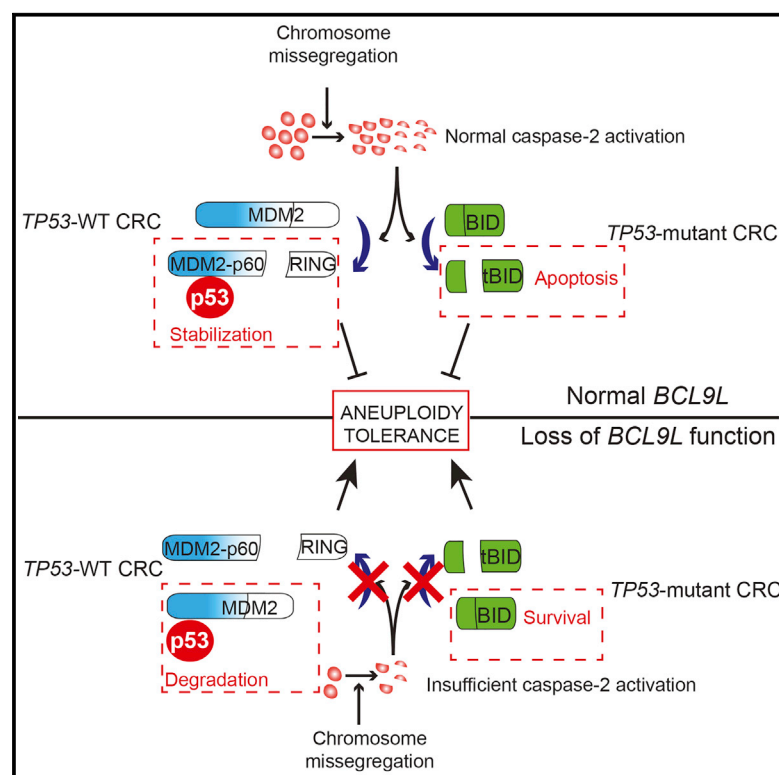 Chromosome
missegregation
Normal caspase-2 activation
TP53-WT CRC
MDM2
BID
TP53-mutant CRC
MDM2-p60
RING
tBID
Apoptosis
p53
Stabilization
ANEUPLOIDY
TOLERANCE
Normal BCL9L
Loss of BCL9L function
MDM2-p60
RING
tBID
TP53-WT CRC
TP53-mutant CRC
MDM2
BID
Survival
p53
Degradation
Insufficient caspase-2 activation
Chromosome
missegregation